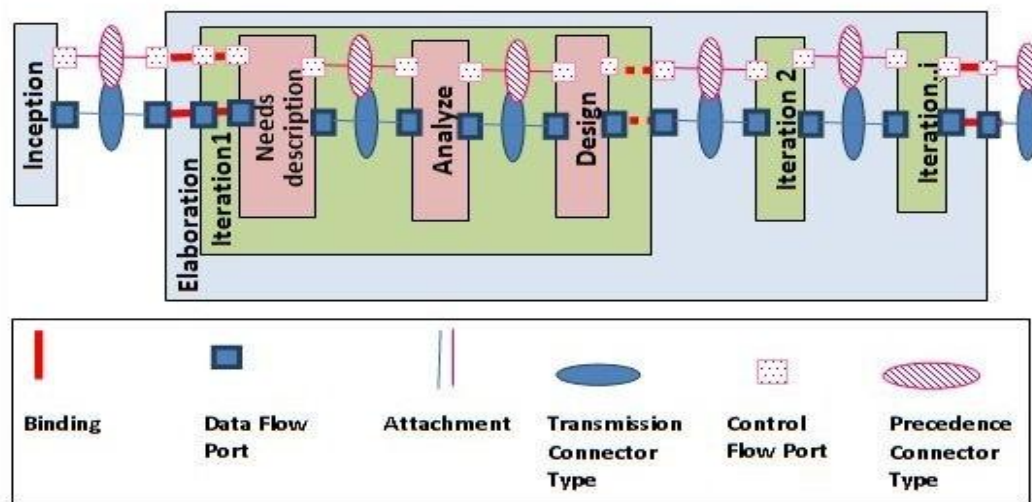 Inception
Elaboration
Iteration1
Needs
description
Analyze
Design
Iteration 2
Iteration..i
Binding
Data Flow
Port
Attachment
Transmission
Connector
Type
Control
Flow Port
Precedence
Connector
Type